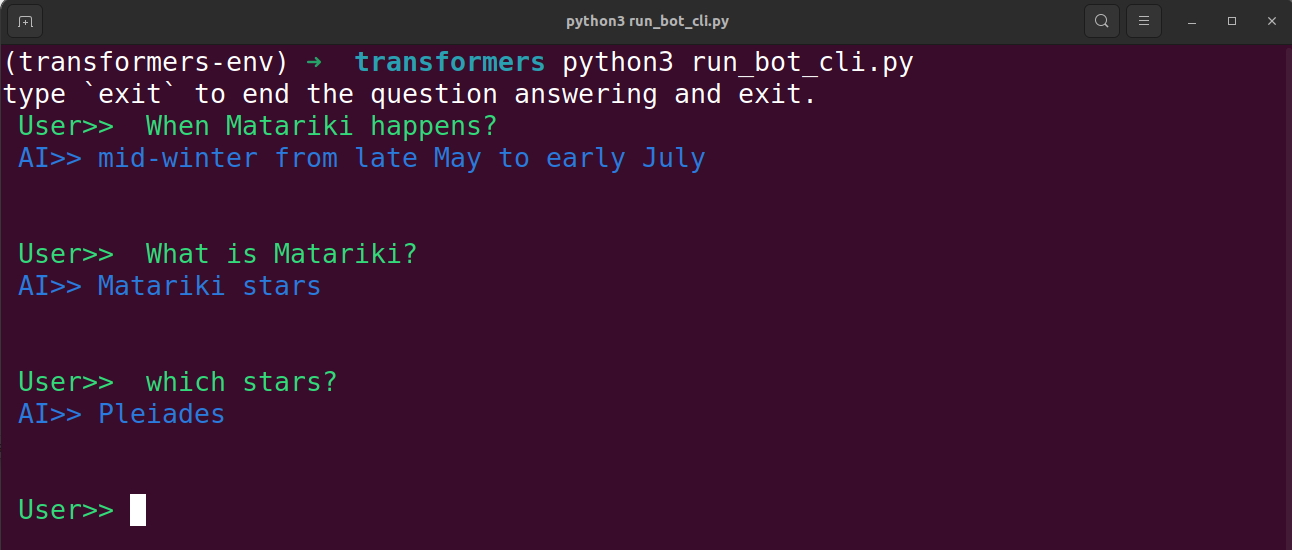 python3 run_bot_cli.py
(transformers-env) ➜  transformers python3 run_bot_cli.py
type `exit` to end the question answering and exit.
User>>  When Matariki happens?
AI>> mid-winter from late May to early July
User>>  What is Matariki?
AI>> Matariki stars
User>>  which stars?
AI>> Pleiades
User>>